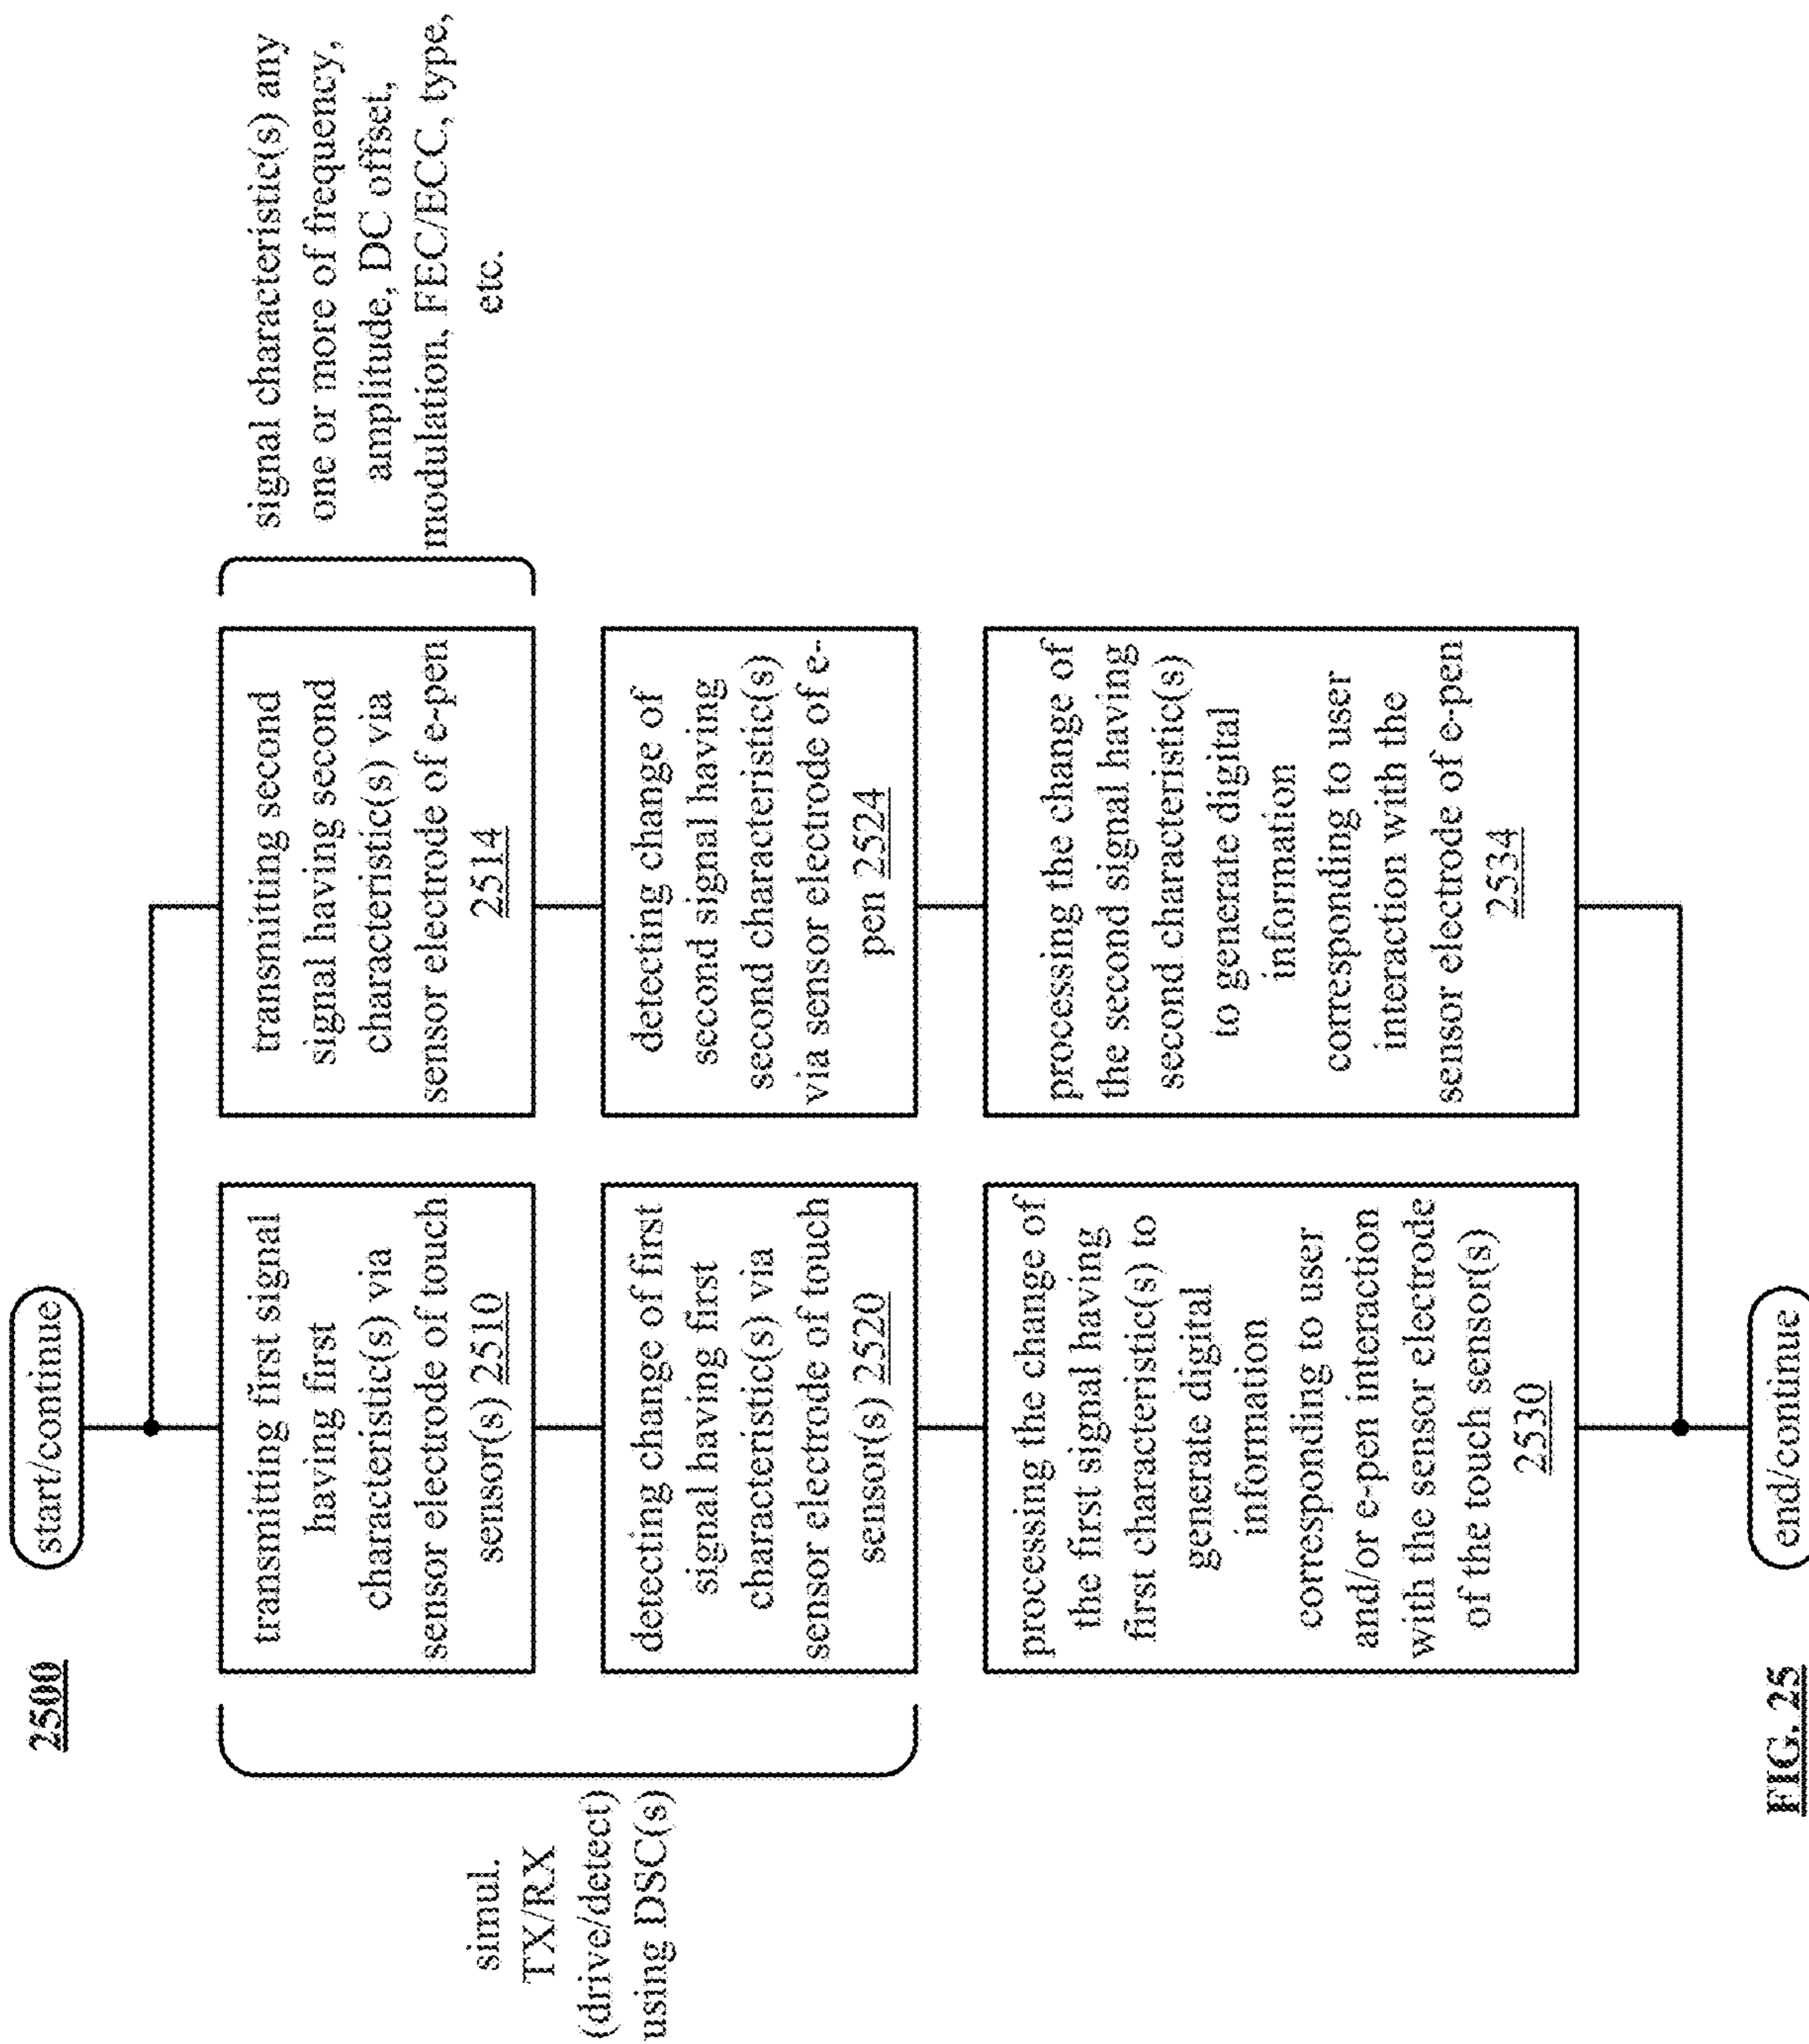 2500
start/continue
simul.
TX/RX
(drive/detect)
using DSC(s)
transmitting first signal
having first
characteristic(s) via
sensor electrode of touch
sensor(s) 2510
detecting change of first
signal having first
characteristic(s) via
sensor electrode of touch
sensor(s) 2520
processing the change of
the first signal having
first characteristic(s) to
generate digital
information
corresponding to user
and/or e-pen interaction
with the sensor electrode
of the touch sensor(s)
2530
transmitting second
signal having second
characteristic(s) via
sensor electrode of e-pen
2514
detecting change of
second signal having
second characteristic(s)
via sensor electrode of e-
pen 2524
processing the change of
the second signal having
second characteristic(s)
to generate digital
information
corresponding to user
interaction with the
sensor electrode of e-pen
2534
signal characteristic(s) any
one or more of frequency,
amplitude, DC offset,
modulation, FEC/ECC, type,
etc.
end/continue
FIG. 25